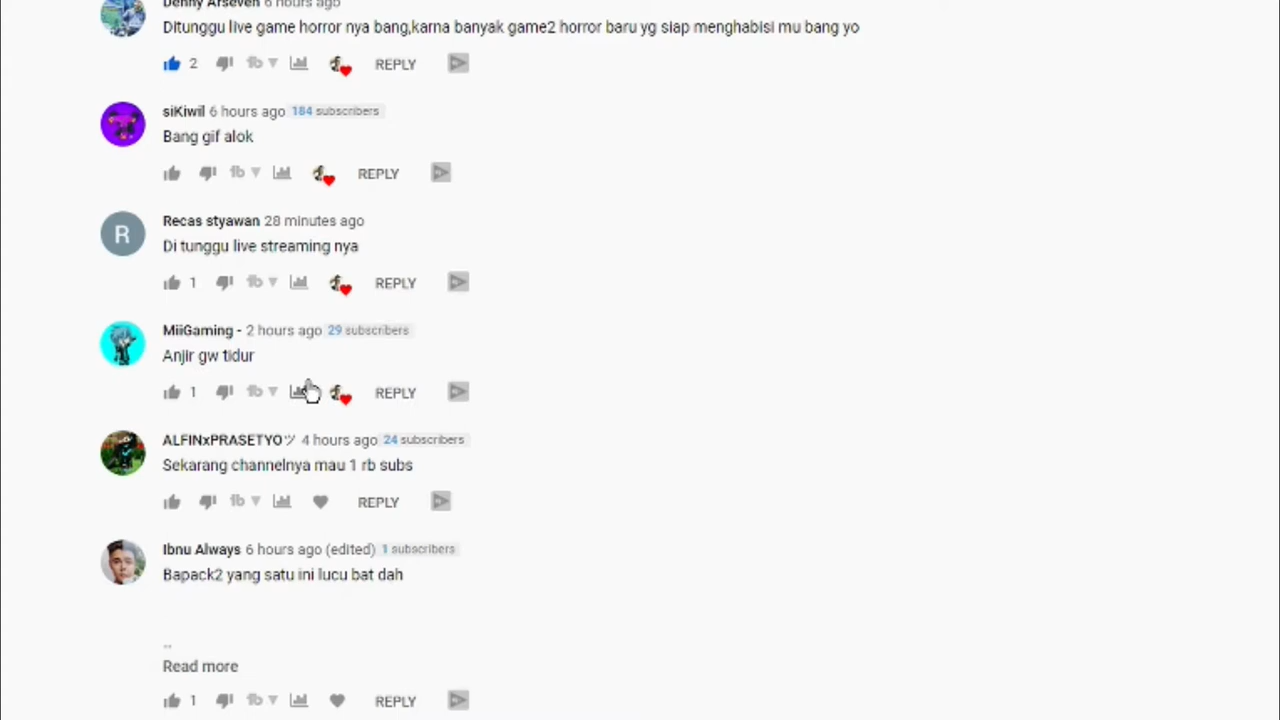 Denny Arseven 6 hours ago
Ditunggu live game horror nya bang,karna banyak game2 horror baru yg siap menghabisi mu bang yo
2 REPLY
siKiwil 6 hours ago 184 subscribers
Bang gif alok
REPLY
R
Recas styawan 28 minutes ago
Di tunggu live streaming nya
1 REPLY
MiiGaming - 2 hours ago 29 subscribers
Anjir gw tidur
1 REPLY
ALFINxPRASETYOツ 4 hours ago 24 subscribers
Sekarang channelnya mau 1 rb subs
REPLY
Ibnu Always 6 hours ago (edited) 1 subscribers
Bapack2 yang satu ini lucu bat dah
..
Read more
1 REPLY